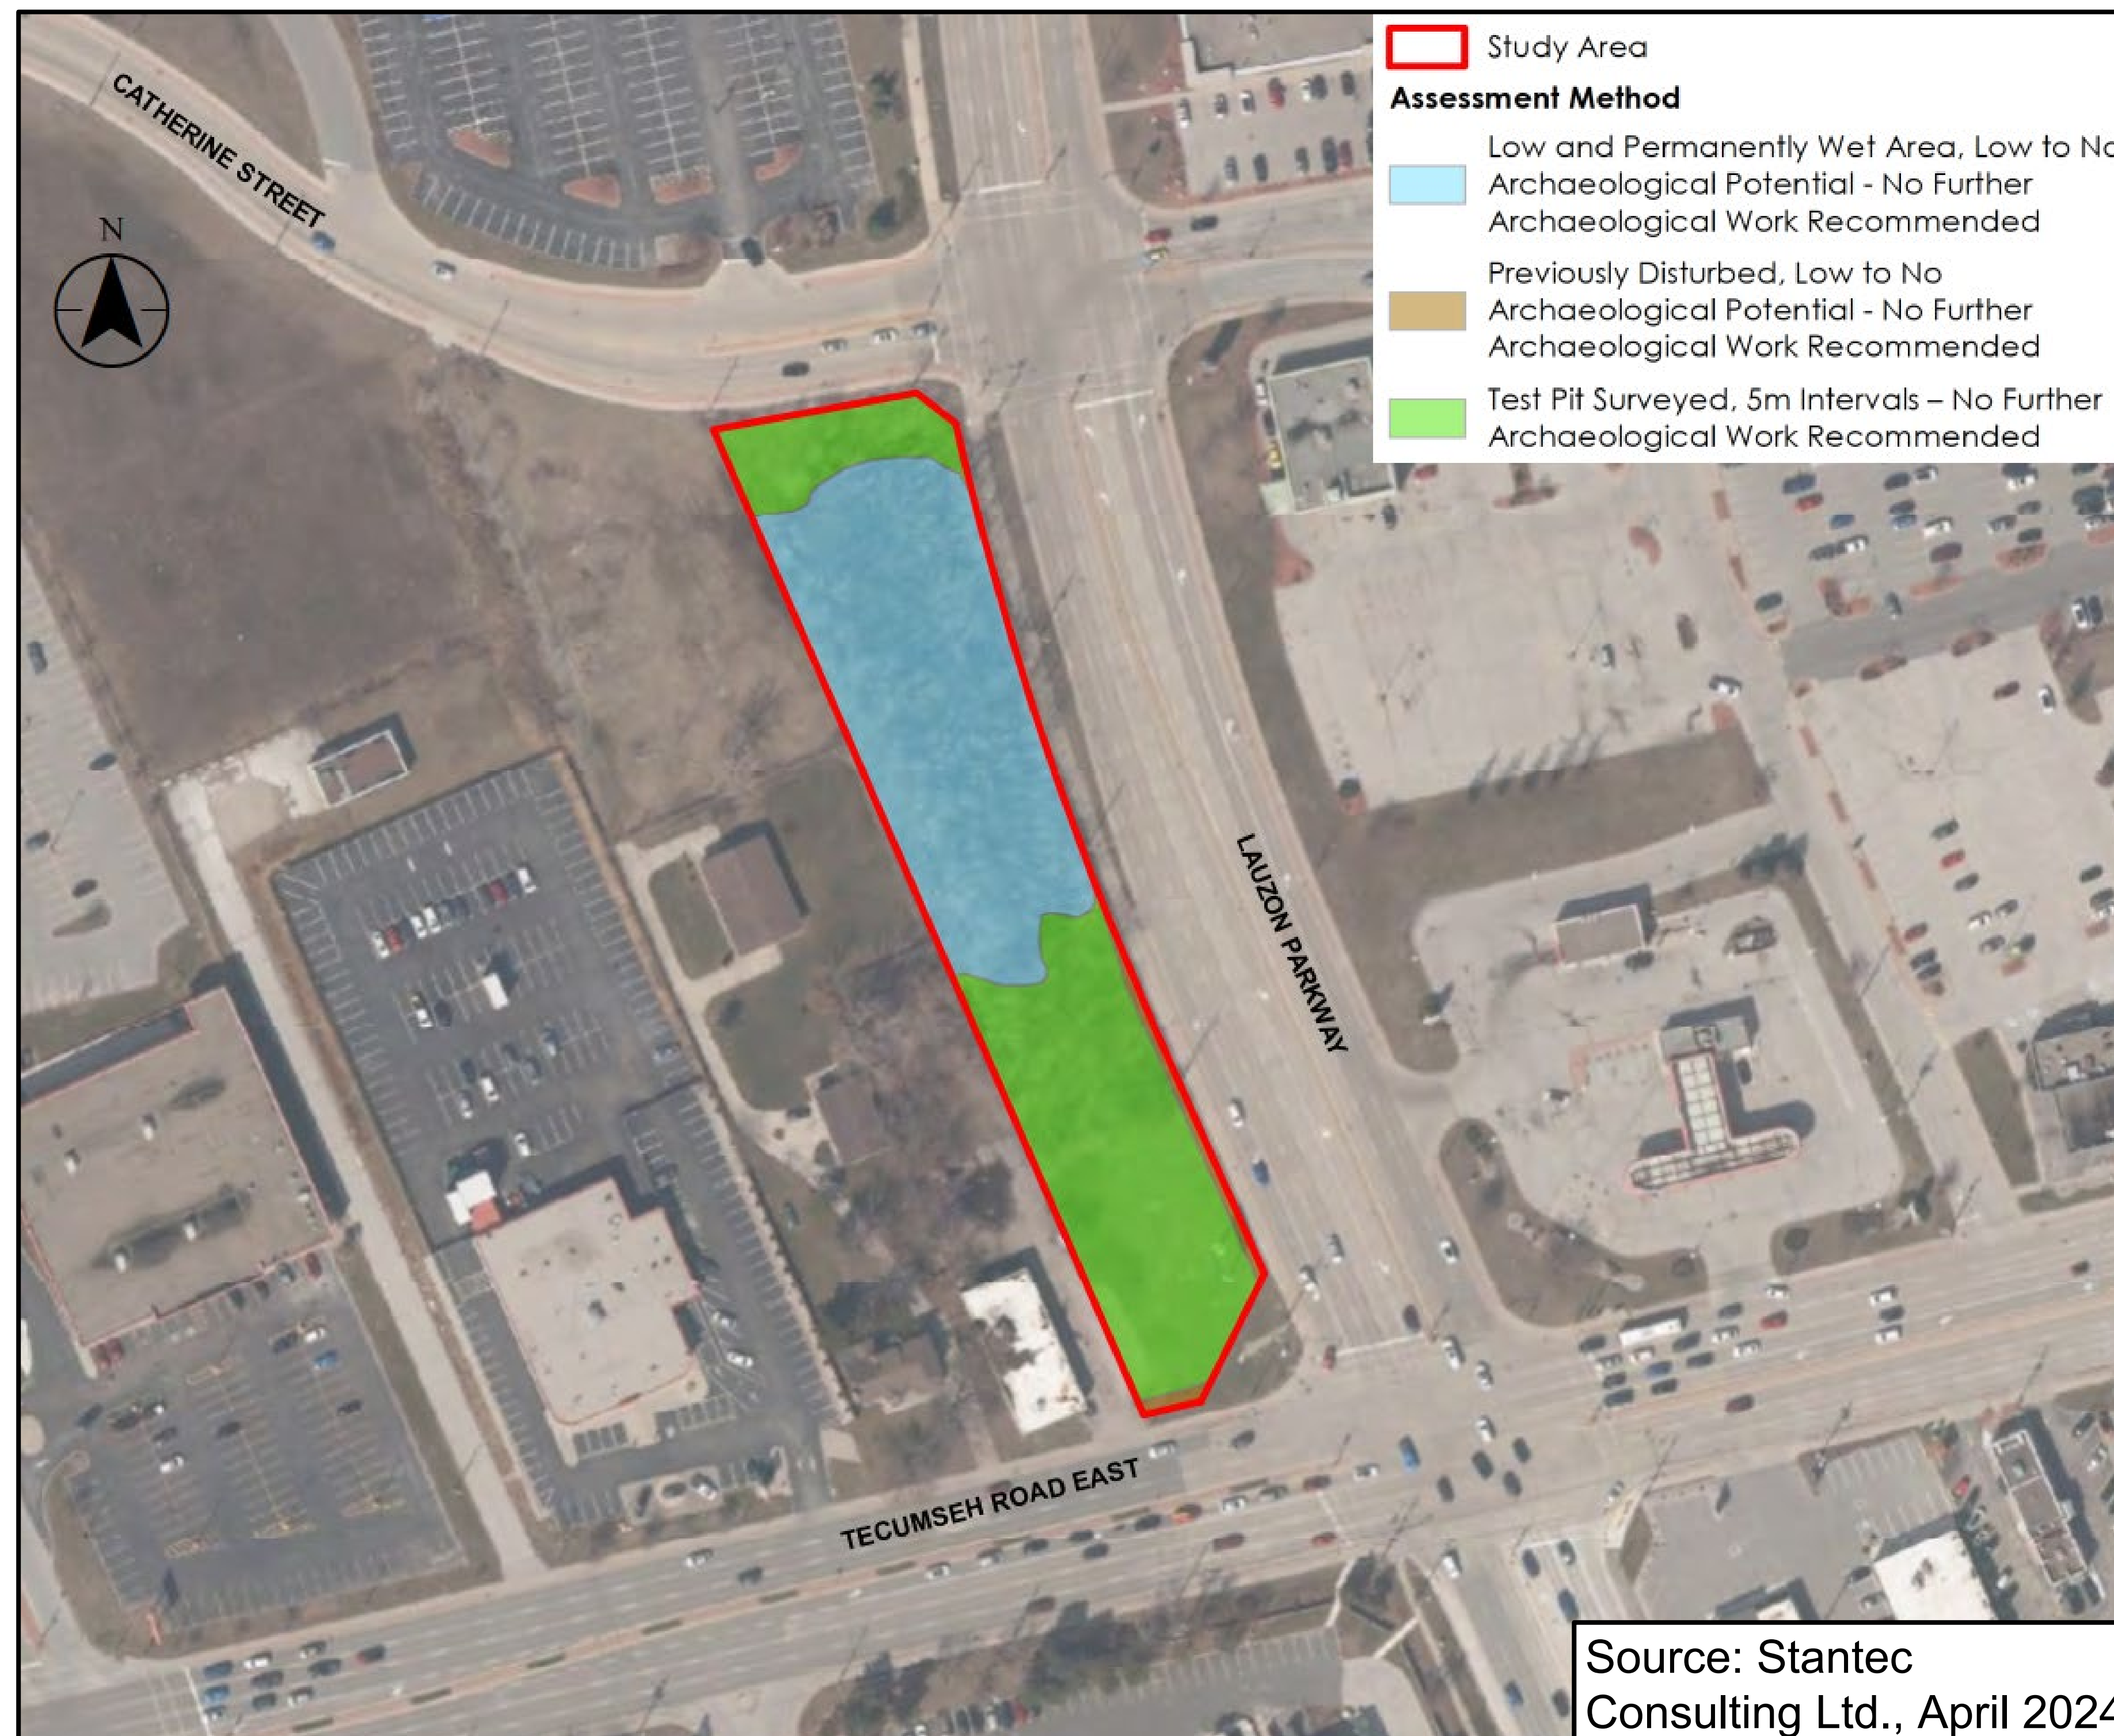 Study Area
Assessment Method
Low and Permanently Wet Area, Low to No
Archaeological Potential - No Further
Archaeological Work Recommended
Previously Disturbed, Low to No
Archaeological Potential - No Further
Archaeological Work Recommended
Test Pit Surveyed, 5m Intervals – No Further
Archaeological Work Recommended
CATHERINE STREET
N
LAUZON PARKWAY
TECUMSEH ROAD EAST
Source: Stantec
Consulting Ltd., April 2024